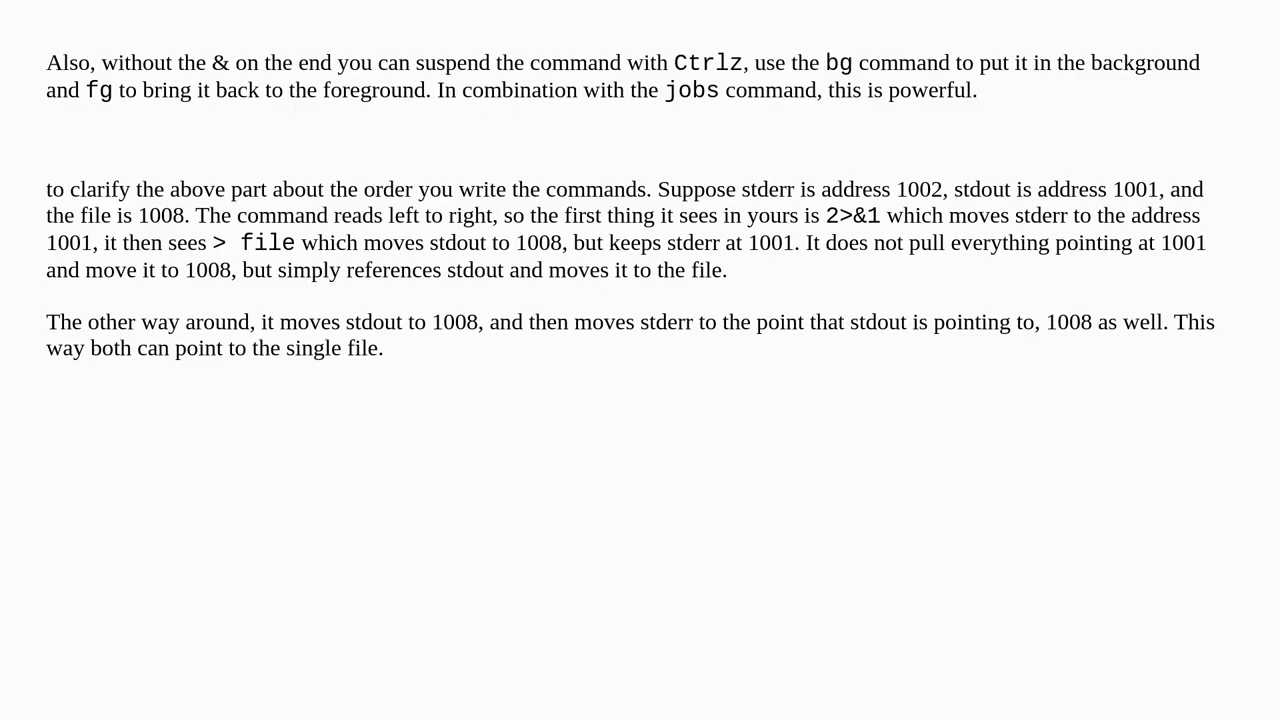 Also, without the & on the end you can suspend the command with Ctrlz, use the bg command to put it in the background
and fg to bring it back to the foreground. In combination with the jobs command, this is powerful.
to clarify the above part about the order you write the commands. Suppose stderr is address 1002, stdout is address 1001, and
the file is 1008. The command reads left to right, so the first thing it sees in yours is 2>&1 which moves stderr to the address
1001, it then sees > file which moves stdout to 1008, but keeps stderr at 1001. It does not pull everything pointing at 1001
and move it to 1008, but simply references stdout and moves it to the file.
The other way around, it moves stdout to 1008, and then moves stderr to the point that stdout is pointing to, 1008 as well. This
way both can point to the single file.